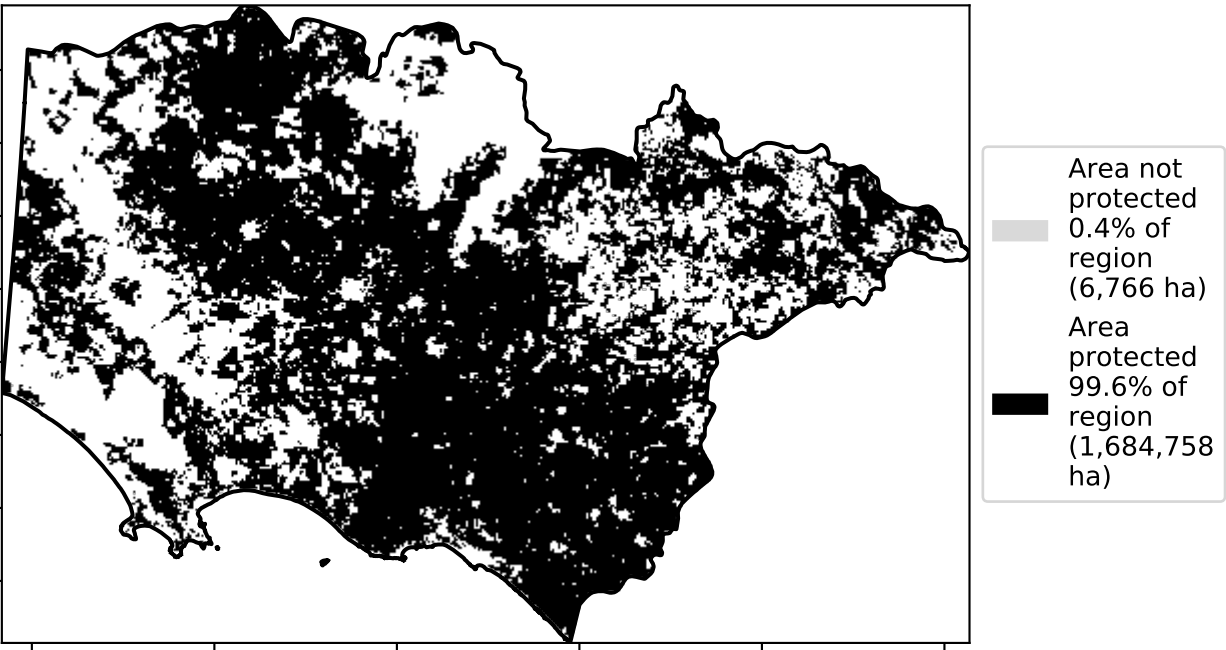 Area not
protected
0.4% of
region
(6,766 ha)
Area
protected
99.6% of
region
(1,684,758
ha)